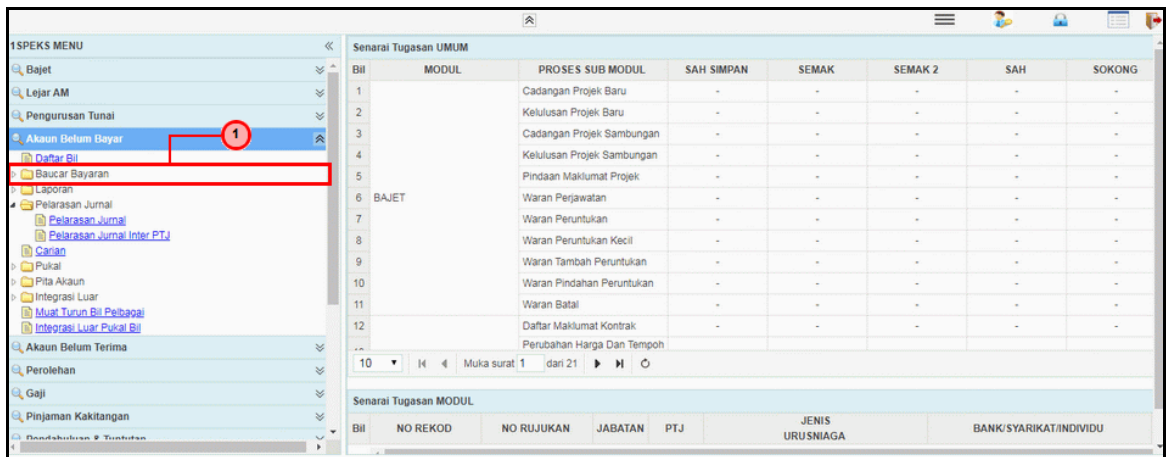 1SPEKS MENU
Bajet
Lejar AM
Pengurusan Tunai
Akaun Belum Bayar
1
Daftar Bil
Baucar Bayaran
Laporan
Pelarasan Jurnal
Pelarasan Jurnal
Pelarasan Jurnal Inter PTJ
Carian
Pukal
Pita Akaun
Integrasi Luar
Muat Turun Bil Pelbagai
Integrasi Luar Pukal Bil
Akaun Belum Terima
Perolehan
Gaji
Pinjaman Kakitangan
Pendahuluan & Tuntutan
Senarai Tugasan UMUM
Bil MODUL PROSES SUB MODUL SAH SIMPAN SEMAK SEMAK 2 SAH SOKONG
1 Cadangan Projek Baru - - - - -
2 Kelulusan Projek Baru - - - - -
3 Cadangan Projek Sambungan - - - - -
4 Kelulusan Projek Sambungan - - - - -
5 Pindaan Maklumat Projek - - - - -
6 BAJET Waran Perjawatan - - - - -
7 Waran Peruntukan - - - - -
8 Waran Peruntukan Kecil - - - - -
9 Waran Tambah Peruntukan - - - - -
10 Waran Pindahan Peruntukan - - - - -
11 Waran Batal - - - - -
12 Daftar Maklumat Kontrak - - - - -
Perubahan Harga Dan Tempoh
10 Muka surat 1 dari 21
Senarai Tugasan MODUL
Bil NO REKOD NO RUJUKAN JABATAN PTJ JENIS URUSNIAGA BANK/SYARIKAT/INDIVIDU